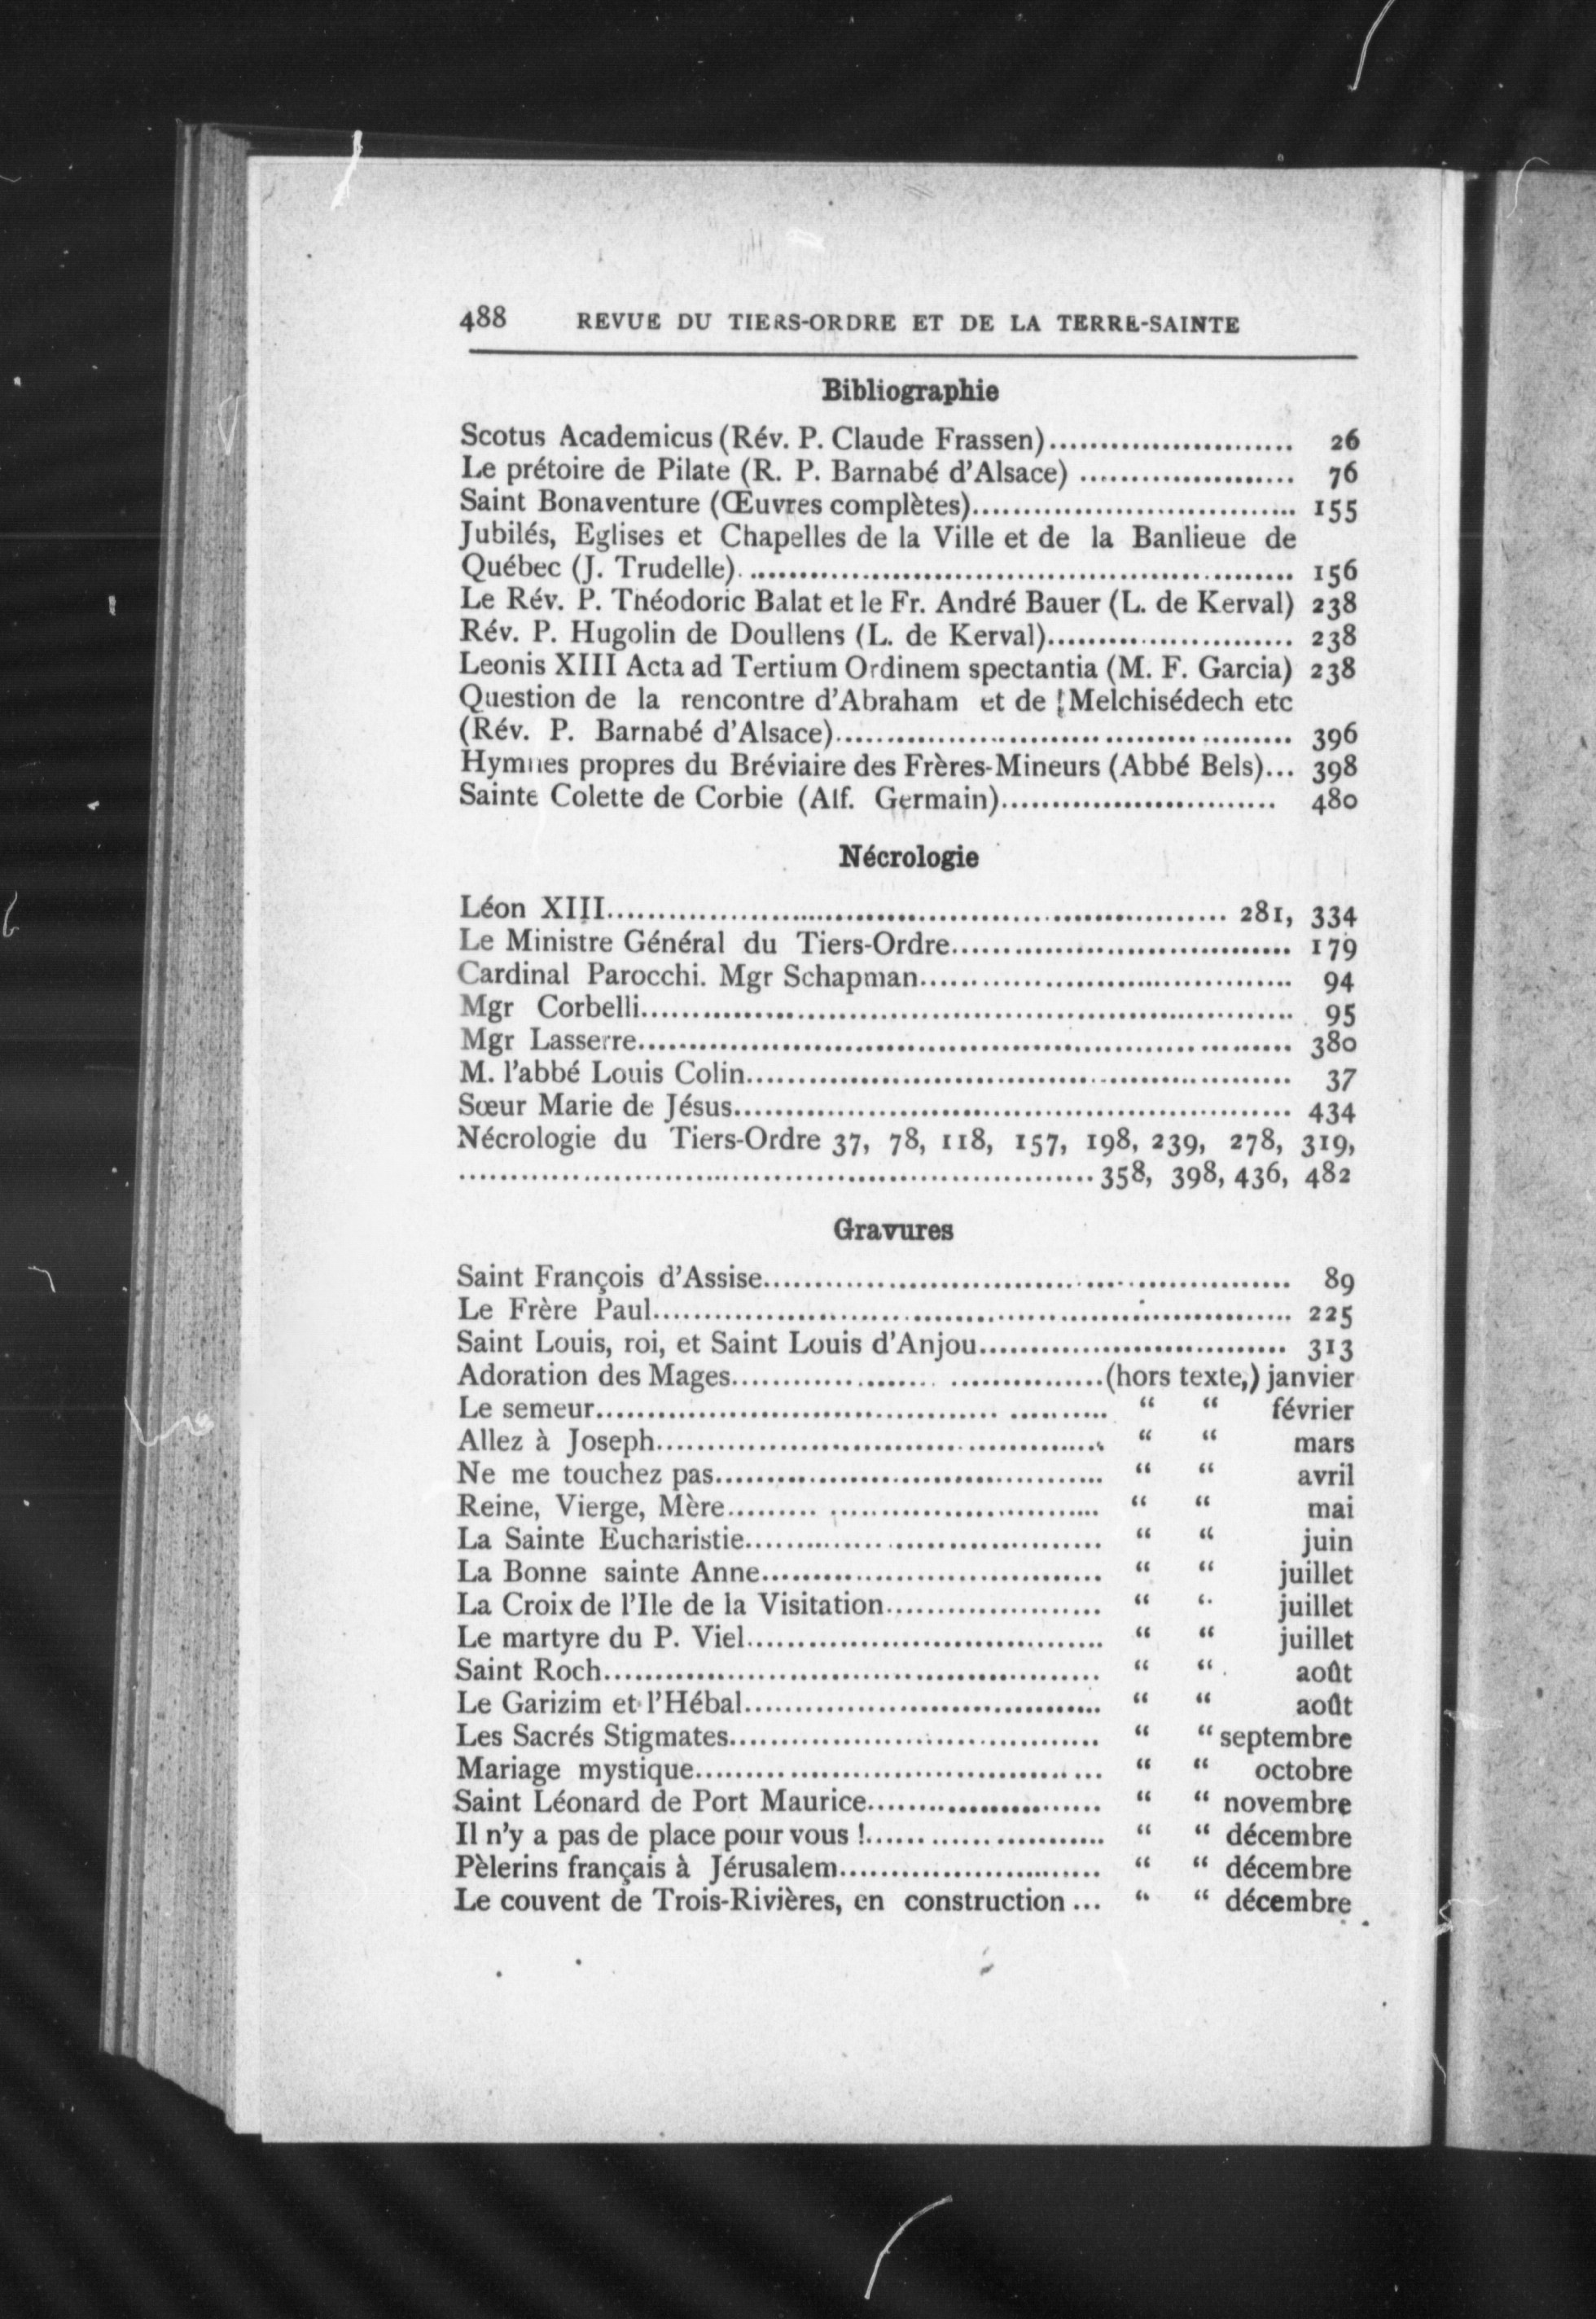 488 REVUE DU TIERS-ORDRE ET DE LA TERRE-SAINTE
Bibliographie
Scotus Academicus (Rév. P. Claude Frassen)........................ 26
Le prétoire de Pilate (R. P. Barnabé d'Alsace) ..................... 76
Saint Bonaventure (Œuvres complètes)................................ 155
Jubilés, Eglises et Chapelles de la Ville et de la Banlieue de
Québec (J. Trudelle)...................................................... 156
Le Rév. P. Théodoric Balat et le Fr. André Bauer (L. de Kerval) 238
Rév. P. Hugolin de Doullens (L. de Kerval)........................ 238
Leonis XIII Acta ad Tertium Ordinem spectantia (M. F. Garcia) 238
Question de la rencontre d'Abraham et de Melchisédech etc
(Rév. P. Barnabé d'Alsace)............................................. 396
Hymnes propres du Bréviaire des Frères-Mineurs (Abbé Bels)... 398
Sainte Colette de Corbie (Alf. Germain)........................... 480
Nécrologie
Léon XIII............................................................ 281, 334
Le Ministre Général du Tiers-Ordre................................. 179
Cardinal Parocchi. Mgr Schapman.................................... 94
Mgr Corbelli............................................................... 95
Mgr Lasserre............................................................... 380
M. l'abbé Louis Colin..................................................... 37
Sœur Marie de Jésus...................................................... 434
Nécrologie du Tiers-Ordre 37, 78, 118, 157, 198, 239, 278, 319,
.............................................................. 358, 398, 436, 482
Gravures
Saint François d'Assise................................................... 89
Le Frère Paul.............................................................. 225
Saint Louis, roi, et Saint Louis d'Anjou.............................. 313
Adoration des Mages....................................(hors texte,) janvier
Le semeur.................................................. “ “ février
Allez à Joseph............................................ “ “ mars
Ne me touchez pas...................................... “ “ avril
Reine, Vierge, Mère.................................... “ “ mai
La Sainte Eucharistie................................... “ “ juin
La Bonne sainte Anne................................. “ “ juillet
La Croix de l'Ile de la Visitation..................... “ “ juillet
Le martyre du P. Viel................................... “ “ juillet
Saint Roch................................................ “ “ août
Le Garizim et l'Hébal................................... “ “ août
Les Sacrés Stigmates.................................... “ “ septembre
Mariage mystique........................................ “ “ octobre
Saint Léonard de Port Maurice....................... “ “ novembre
Il n'y a pas de place pour vous !....................... “ “ décembre
Pèlerins français à Jérusalem......................... “ “ décembre
Le couvent de Trois-Rivières, en construction ... “ “ décembre